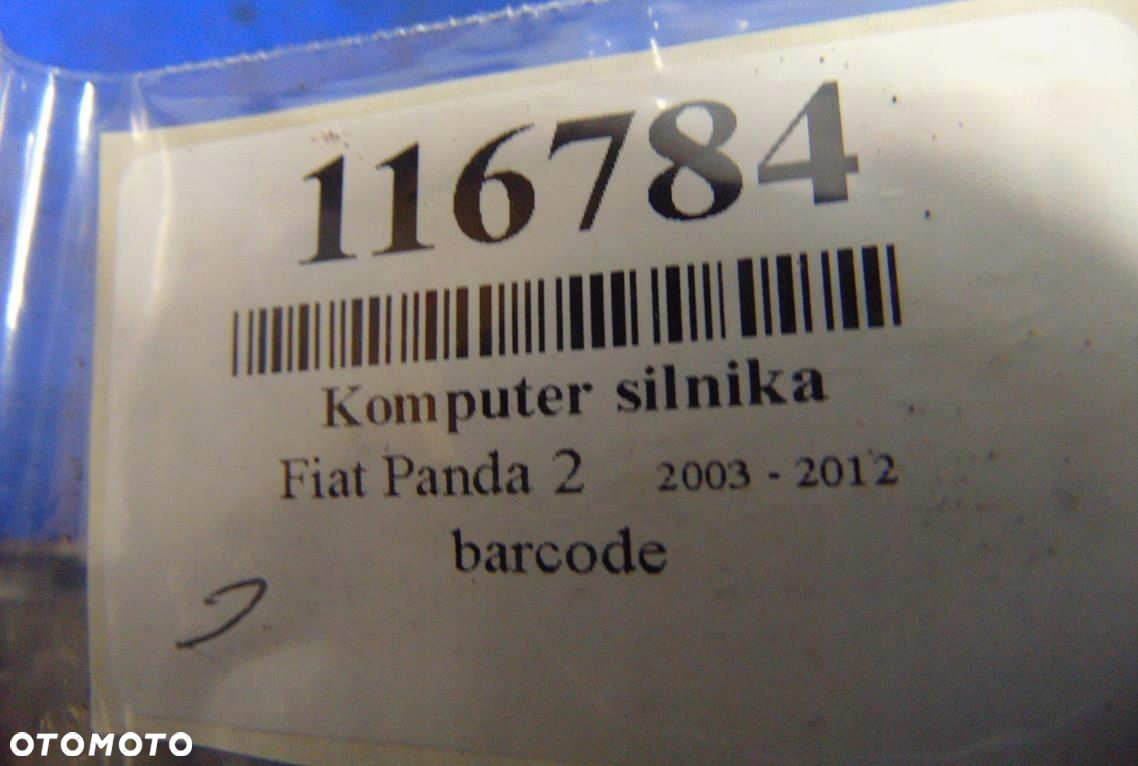 116784
Komputer silnika
Fiat Panda 2 2003 - 2012
barcode
OTOMOTO